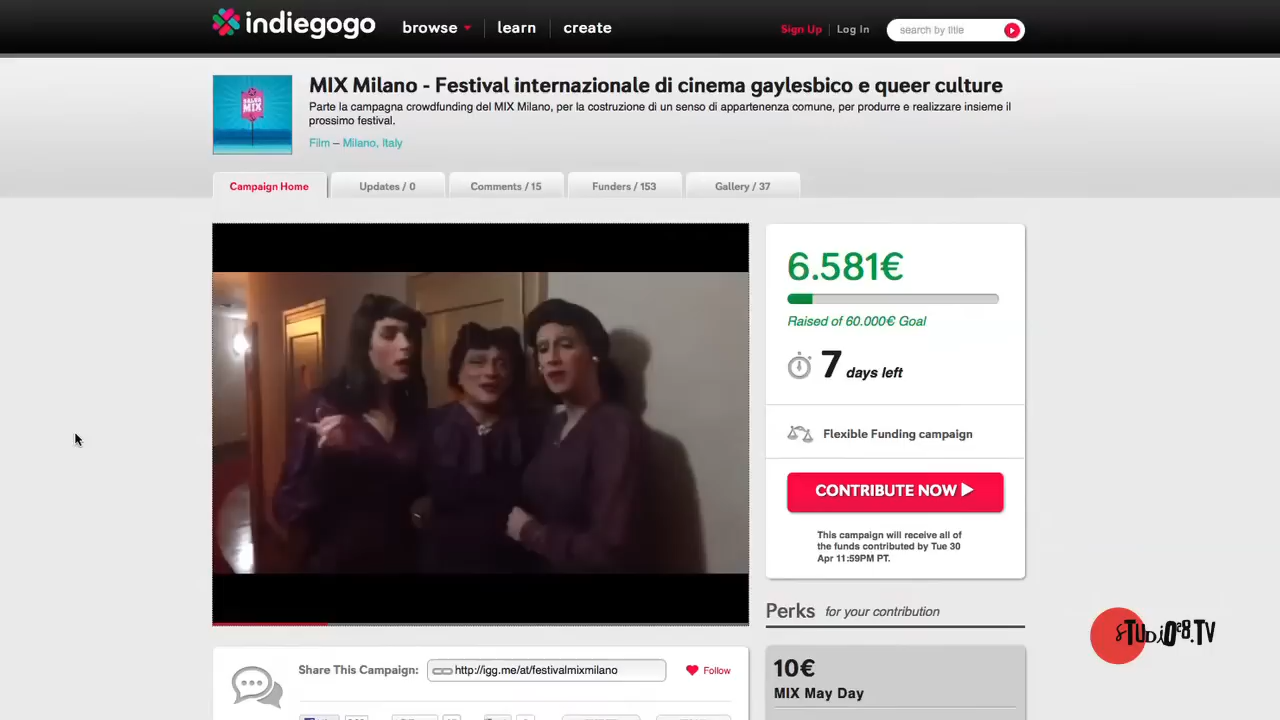 indiegogo
browse
learn
create
Sign Up
Log In
search by title
SALVA MIX
MIX Milano - Festival internazionale di cinema gaylesbico e queer culture
Parte la campagna crowdfunding del MIX Milano, per la costruzione di un senso di appartenenza comune, per produrre e realizzare insieme il
prossimo festival.
Film – Milano, Italy
Campaign Home
Updates / 0
Comments / 15
Funders / 153
Gallery / 37
6.581€
Raised of 60.000€ Goal
7 days left
Flexible Funding campaign
CONTRIBUTE NOW
This campaign will receive all of
the funds contributed by Tue 30
Apr 11:59PM PT.
Perks for your contribution
10€
MIX May Day
Share This Campaign:
http://igg.me/at/festivalmixmilano
Follow
STUDIO28.TV